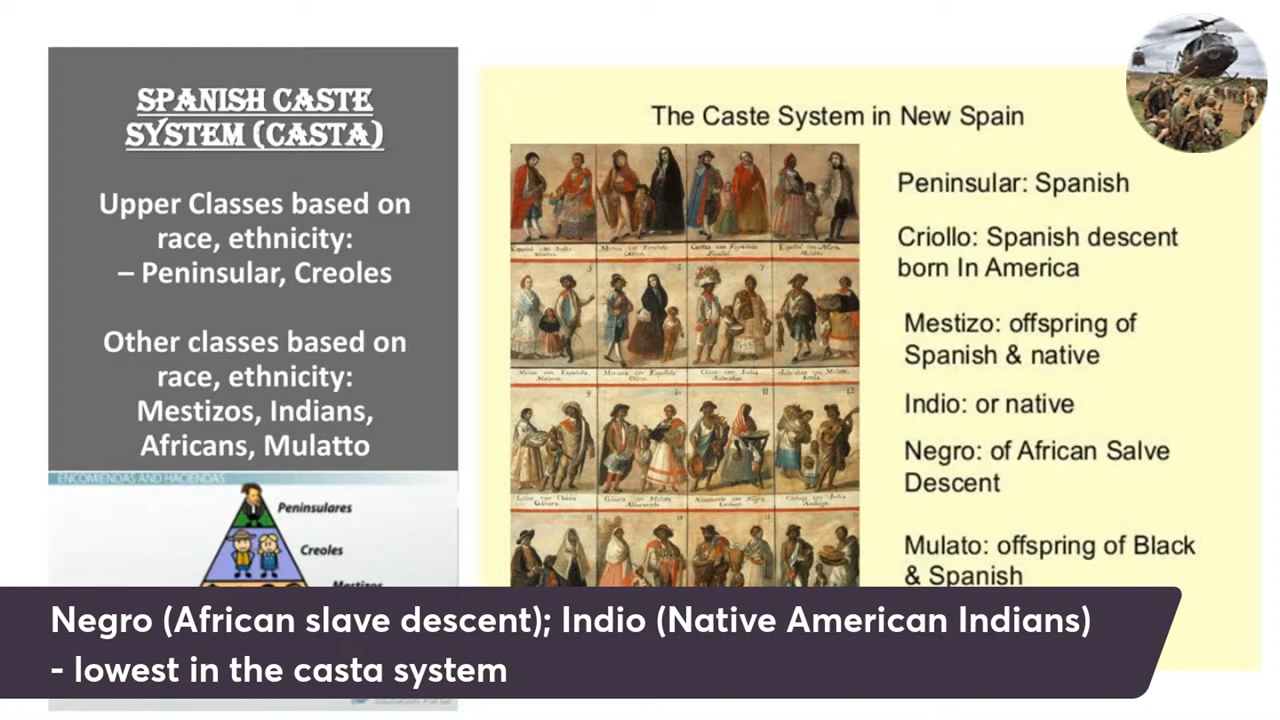 SPANISH CASTE
SYSTEM (CASTA)
Upper Classes based on
race, ethnicity:
– Peninsular, Creoles
Other classes based on
race, ethnicity:
Mestizos, Indians,
Africans, Mulatto
ENCOMIENDAS AND HACIENDAS
Peninsulares
Creoles
Mestizos
The Caste System in New Spain
Peninsular: Spanish
Criollo: Spanish descent
born In America
Mestizo: offspring of
Spanish & native
Indio: or native
Negro: of African Salve
Descent
Mulato: offspring of Black
& Spanish
Negro (African slave descent); Indio (Native American Indians)
- lowest in the casta system